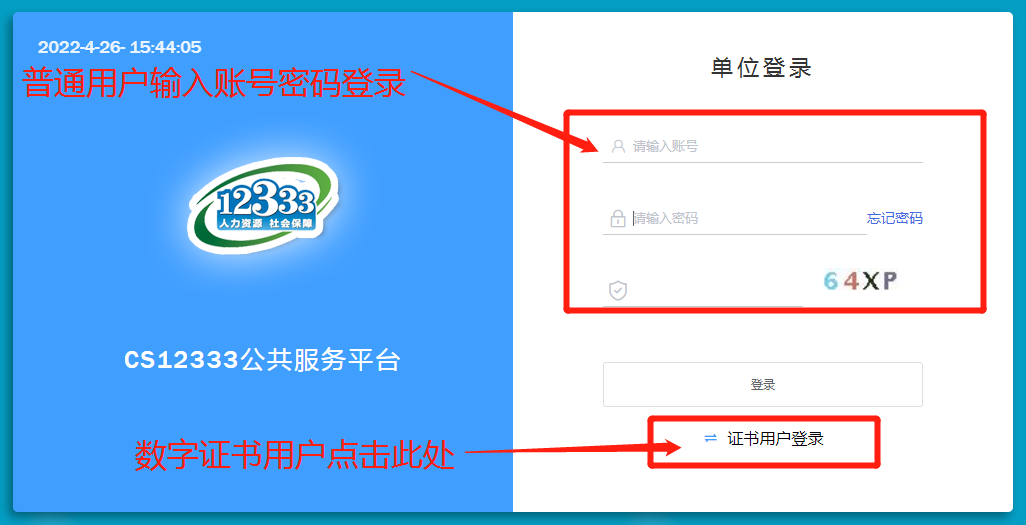 2022-4-26- 15:44:05
普通用户输入账号密码登录
12333
人力资源 社会保障
CS12333公共服务平台
数字证书用户点击此处
单位登录
请输入账号
请输入密码
忘记密码
64XP
登录
证书用户登录